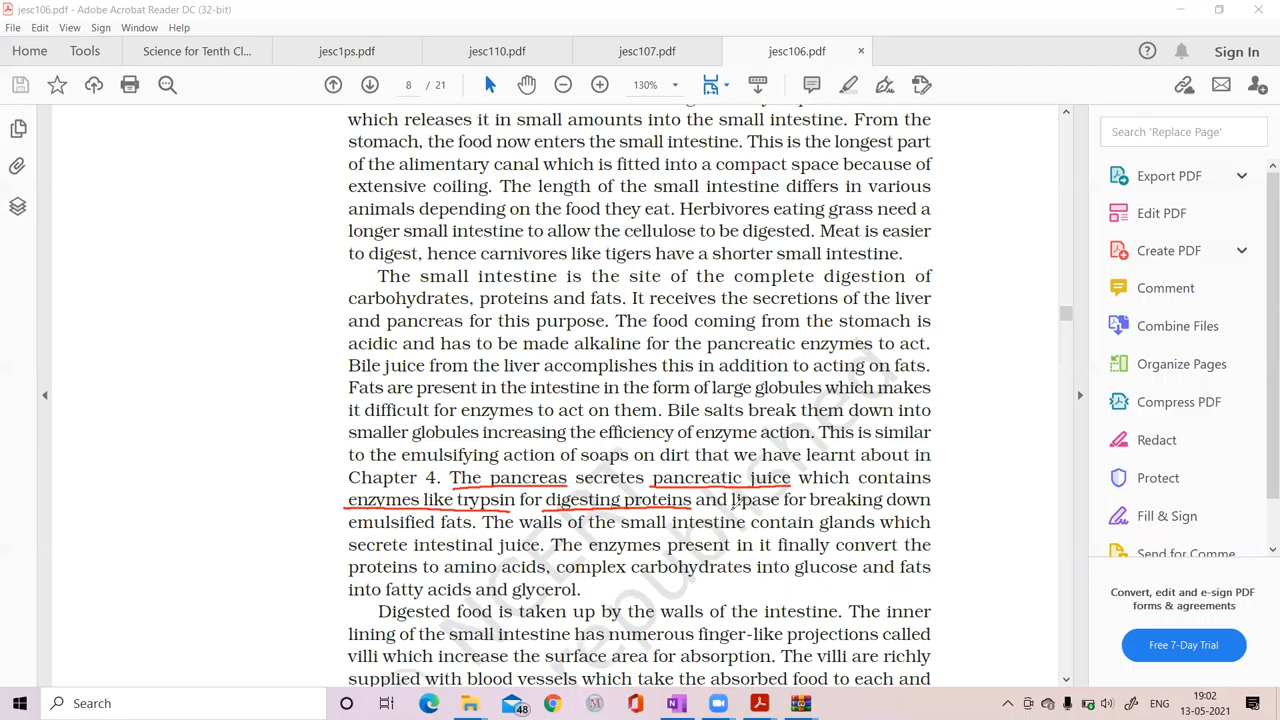 jesc106.pdf - Adobe Acrobat Reader DC (32-bit)
File Edit View Sign Window Help
Home Tools Science for Tenth Cl... jesc1ps.pdf jesc110.pdf jesc107.pdf jesc106.pdf × Sign In
8 / 21 130%
which releases it in small amounts into the small intestine. From the
stomach, the food now enters the small intestine. This is the longest part
of the alimentary canal which is fitted into a compact space because of
extensive coiling. The length of the small intestine differs in various
animals depending on the food they eat. Herbivores eating grass need a
longer small intestine to allow the cellulose to be digested. Meat is easier
to digest, hence carnivores like tigers have a shorter small intestine.
The small intestine is the site of the complete digestion of
carbohydrates, proteins and fats. It receives the secretions of the liver
and pancreas for this purpose. The food coming from the stomach is
acidic and has to be made alkaline for the pancreatic enzymes to act.
Bile juice from the liver accomplishes this in addition to acting on fats.
Fats are present in the intestine in the form of large globules which makes
it difficult for enzymes to act on them. Bile salts break them down into
smaller globules increasing the efficiency of enzyme action. This is similar
to the emulsifying action of soaps on dirt that we have learnt about in
Chapter 4. The pancreas secretes pancreatic juice which contains
enzymes like trypsin for digesting proteins and lipase for breaking down
emulsified fats. The walls of the small intestine contain glands which
secrete intestinal juice. The enzymes present in it finally convert the
proteins to amino acids, complex carbohydrates into glucose and fats
into fatty acids and glycerol.
Digested food is taken up by the walls of the intestine. The inner
lining of the small intestine has numerous finger-like projections called
villi which increase the surface area for absorption. The villi are richly
supplied with blood vessels which take the absorbed food to each and
NCERT
republished
Search 'Replace Page'
Export PDF
Edit PDF
Create PDF
Comment
Combine Files
Organize Pages
Compress PDF
Redact
Protect
Fill & Sign
Send for Comme
Convert, edit and e-sign PDF
forms & agreements
Free 7-Day Trial
Search
48
ENG
19:02
13-05-2021